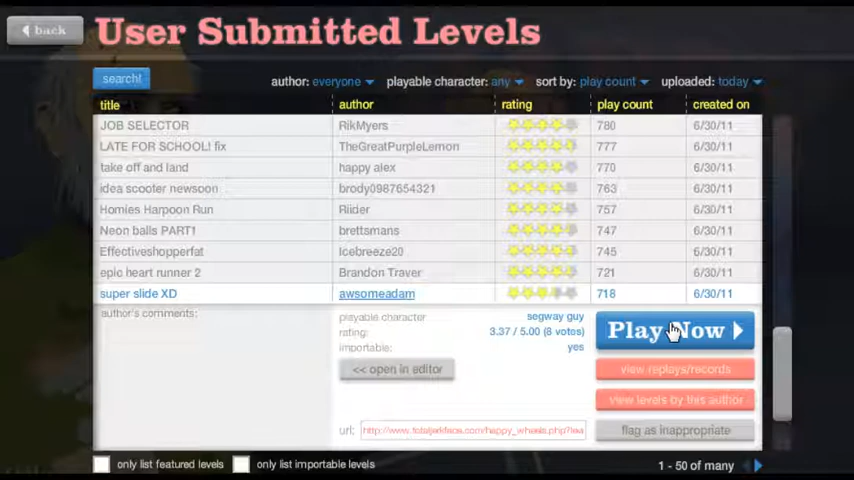 back
User Submitted Levels
search!
author: everyone playable character: any sort by: play count uploaded: today
title author rating play count created on
JOB SELECTOR RikMyers 780 6/30/11
LATE FOR SCHOOL! fix TheGreatPurpleLemon 777 6/30/11
take off and land happy alex 770 6/30/11
idea scooter newsoon brody0987654321 763 6/30/11
Homies Harpoon Run Riider 757 6/30/11
Neon balls PART1 brettsmans 747 6/30/11
Effectiveshopperfat Icebreeze20 745 6/30/11
epic heart runner 2 Brandon Traver 721 6/30/11
super slide XD awsomeadam 718 6/30/11
author's comments:
playable character segway guy
rating: 3.37 / 5.00 (8 votes)
importable: yes
<< open in editor
Play Now
view replays/records
view levels by this author
url: http://www.totaljerkface.com/happy_wheels.php?lea
flag as inappropriate
only list featured levels only list importable levels 1 - 50 of many